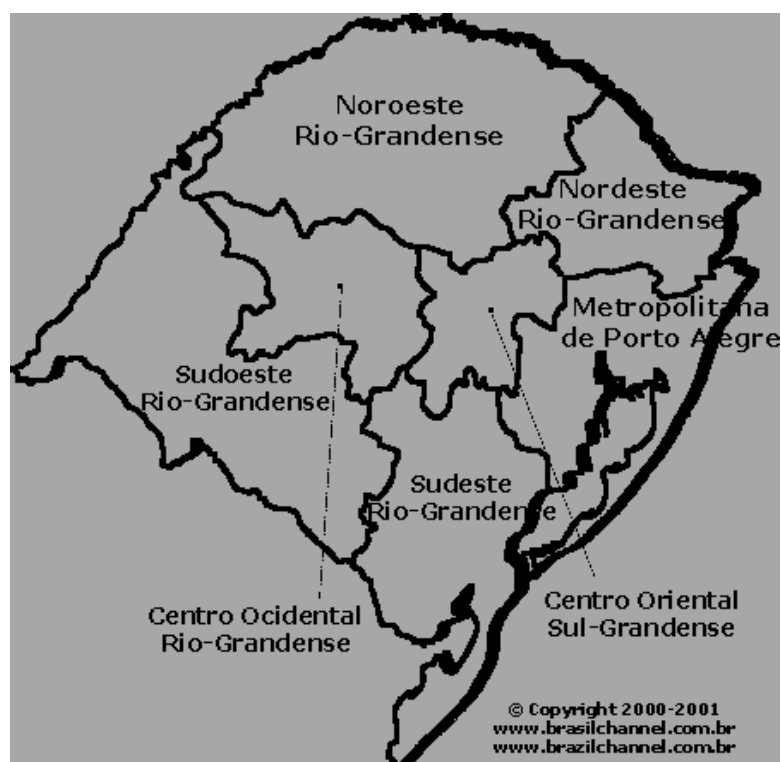 Noroeste
Rio-Grandense
Nordeste
Rio-Grandense
Metropolitana
de Porto Alegre
Sudoeste
Rio-Grandense
Sudeste
Rio-Grandense
Centro Ocidental
Rio-Grandense
Centro Oriental
Sul-Grandense
© Copyright 2000-2001
www.brasilchannel.com.br
www.brazilchannel.com.br